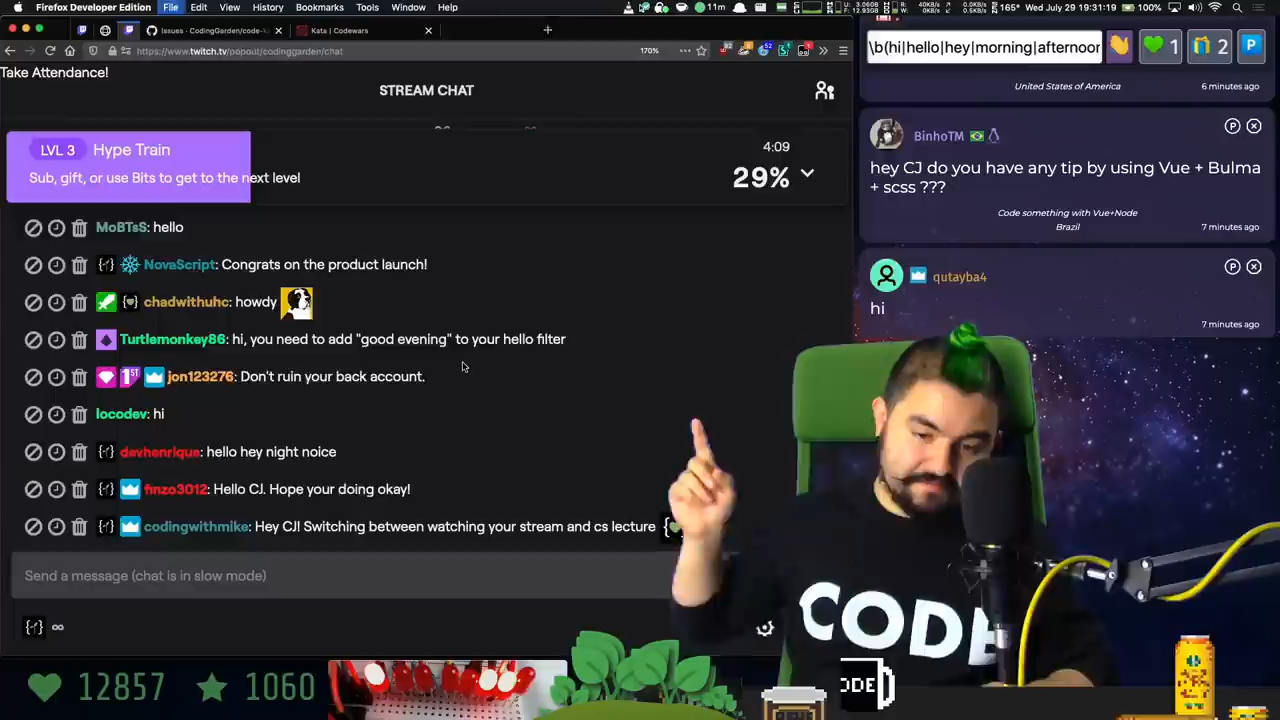 Firefox Developer Edition File Edit View History Bookmarks Tools Window Help
11m
165° Wed July 29 19:31:19 100%
Issues · CodingGarden/code-
Kata | Codewars
https://www.twitch.tv/popout/codinggarden/chat
170%
Take Attendance!
STREAM CHAT
LVL 3 Hype Train
Sub, gift, or use Bits to get to the next level
4:09
29%
MoBTsS: hello
NovaScript: Congrats on the product launch!
chadwithuhc: howdy
Turtlemonkey86: hi, you need to add "good evening" to your hello filter
1ST jon123276: Don't ruin your back account.
locodev: hi
devhenrique: hello hey night noice
finzo3012: Hello CJ. Hope your doing okay!
codingwithmike: Hey CJ! Switching between watching your stream and cs lecture
Send a message (chat is in slow mode)
∞
12857
1060
\b(hi|hello|hey|morning|afternoor
1
2
P
United States of America
6 minutes ago
BinhoTM
P
hey CJ do you have any tip by using Vue + Bulma
+ scss ???
Code something with Vue+Node
Brazil
7 minutes ago
qutayba4
P
hi
7 minutes ago
CODE
ODE